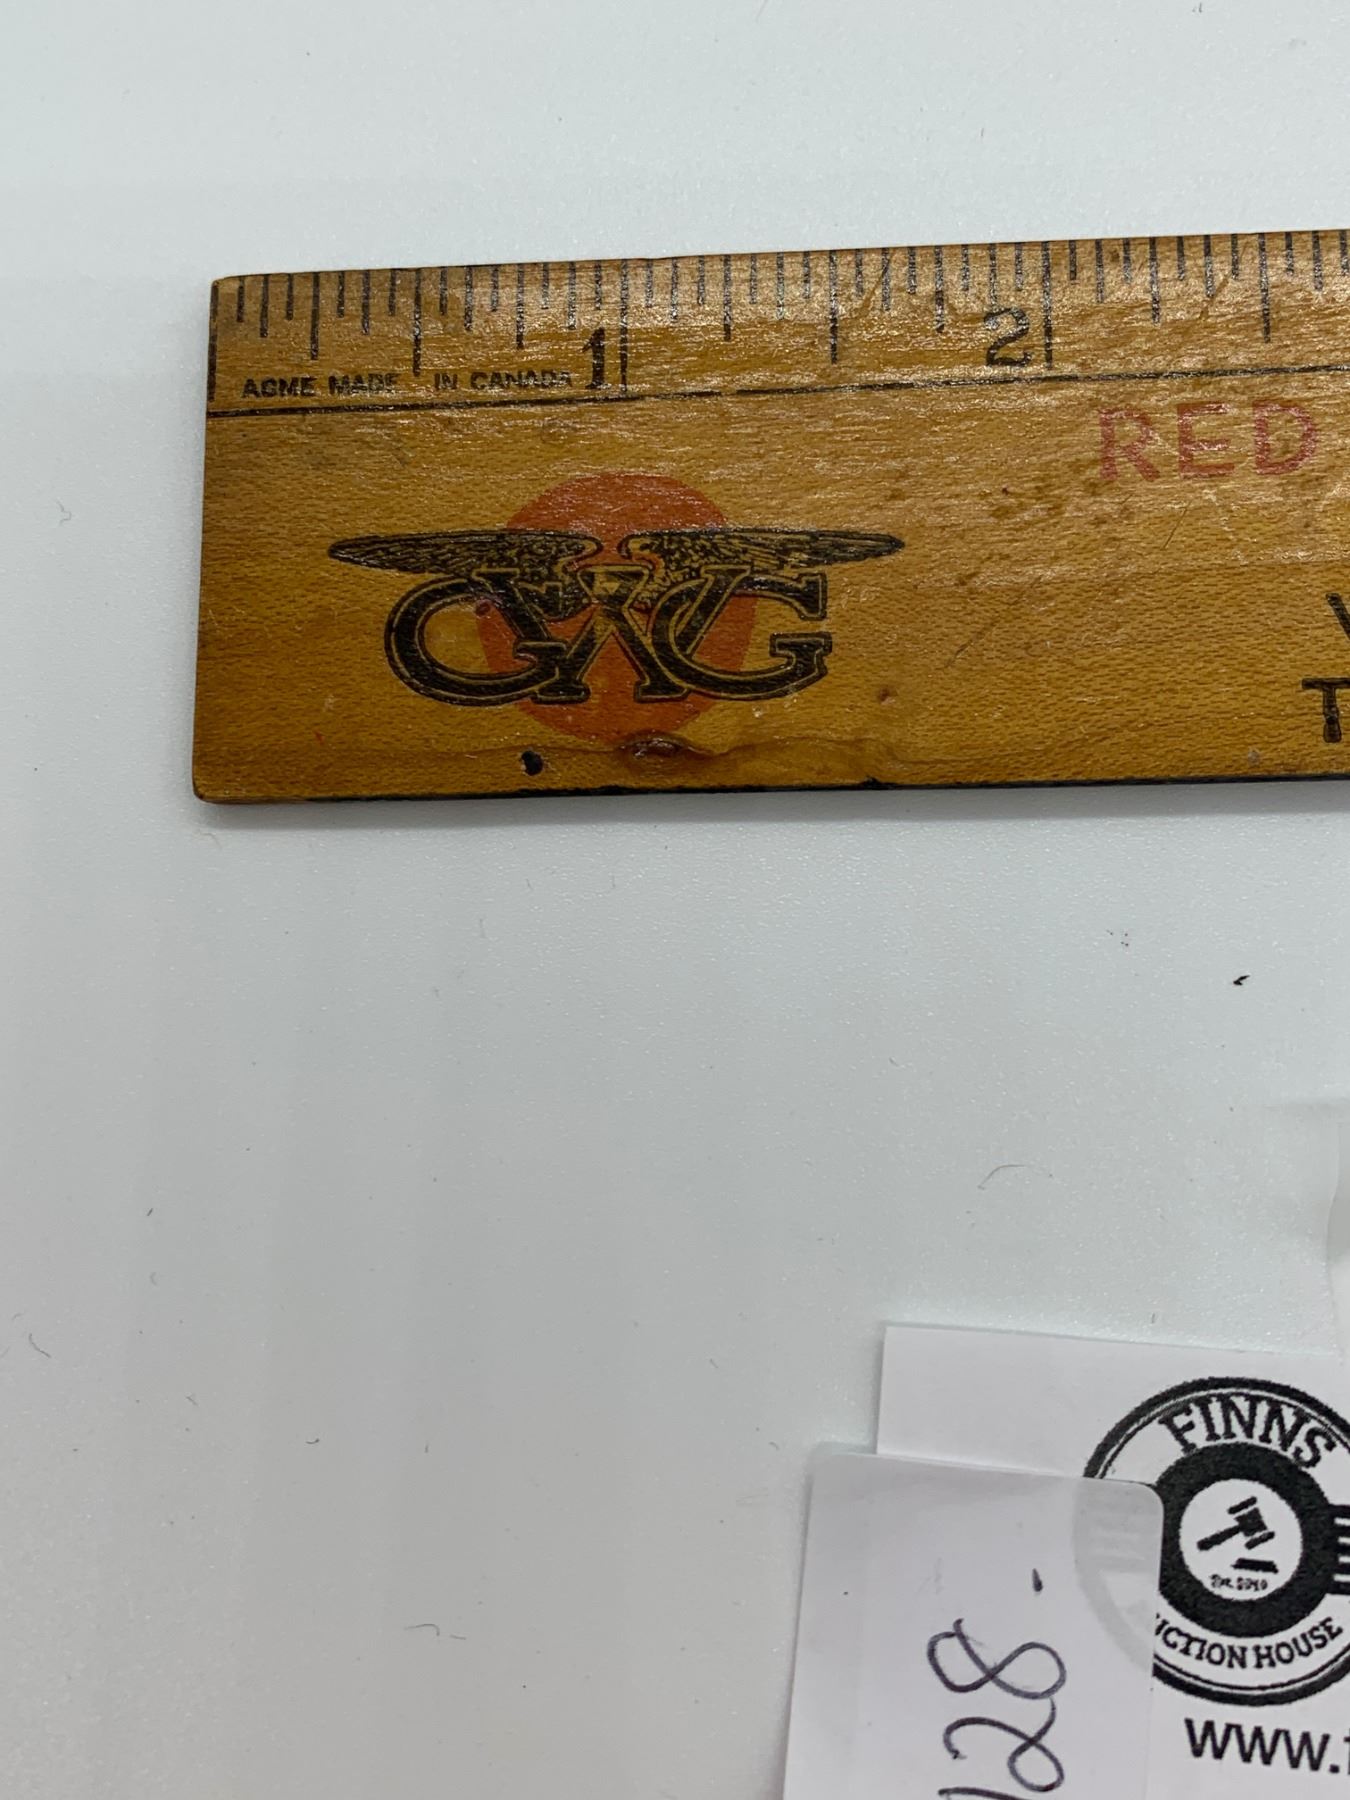 1
2
ACME MADE IN CANADA
RED
GWG
FINNS
AUCTION HOUSE
www.
128